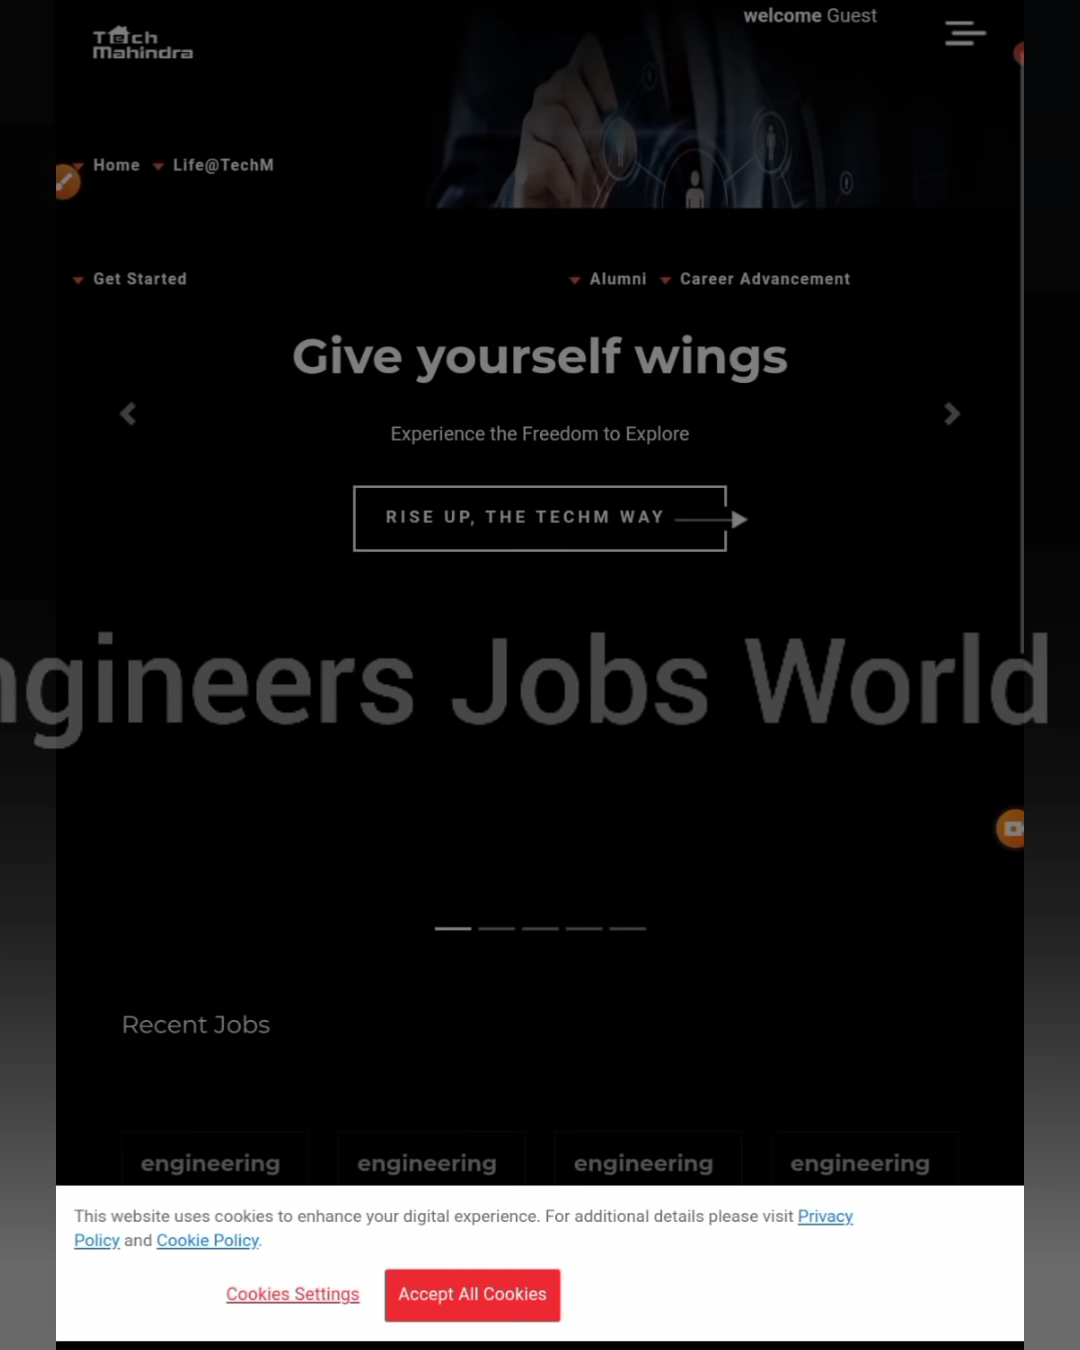 welcome Guest
Tech
Mahindra
Home Life@TechM
Get Started Alumni Career Advancement
Give yourself wings
Experience the Freedom to Explore
RISE UP, THE TECHM WAY
ngineers Jobs World
Recent Jobs
engineering engineering engineering engineering
This website uses cookies to enhance your digital experience. For additional details please visit Privacy
Policy and Cookie Policy.
Cookies Settings Accept All Cookies